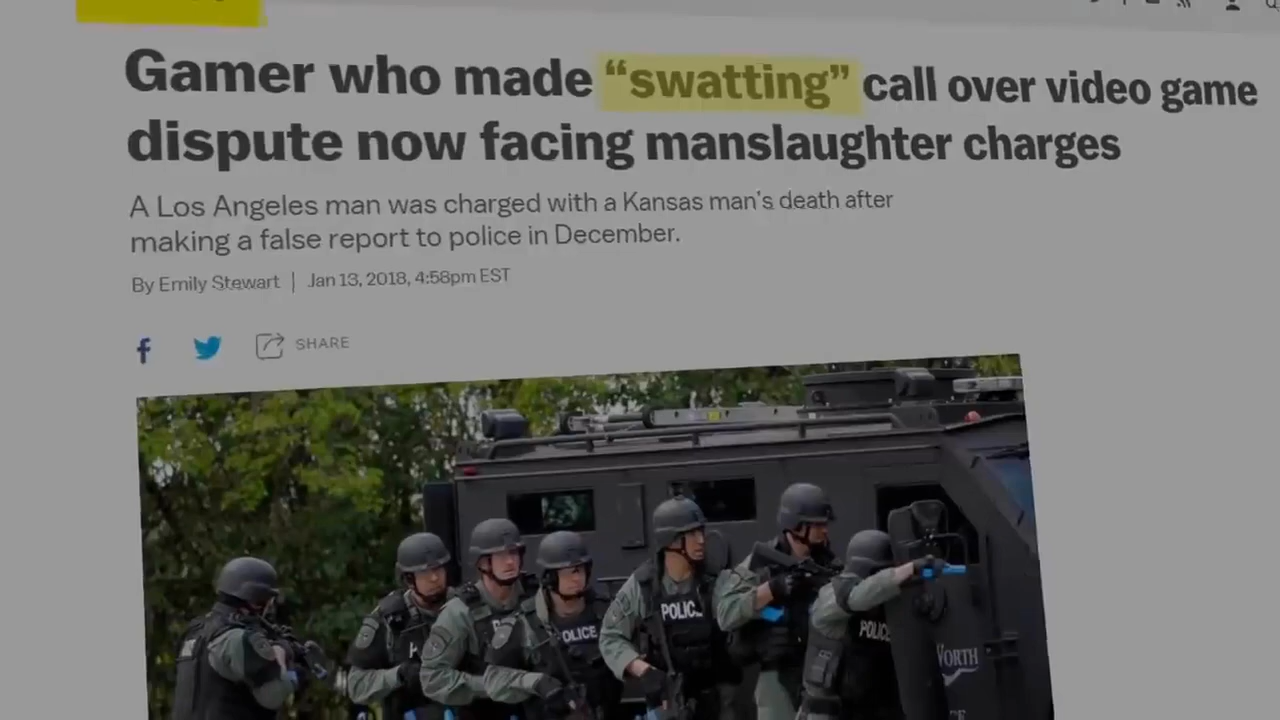 Gamer who made “swatting” call over video game
dispute now facing manslaughter charges
A Los Angeles man was charged with a Kansas man’s death after
making a false report to police in December.
By Emily Stewart | Jan 13, 2018, 4:58pm EST
SHARE
POLICE
POLICE
WORTH